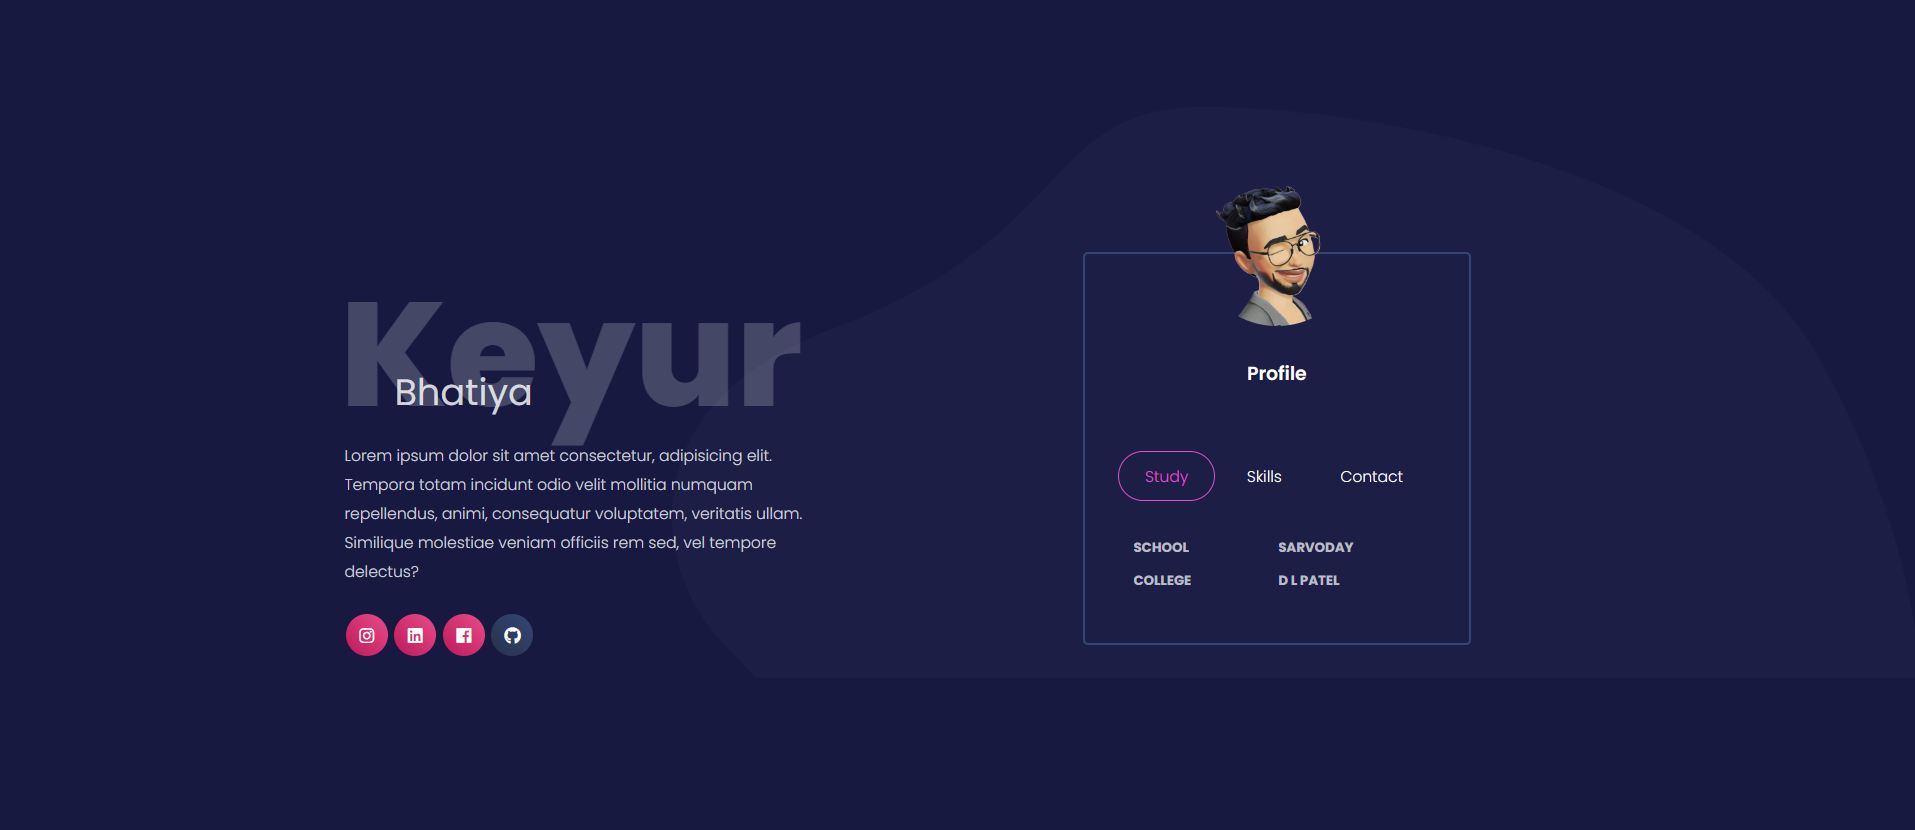 Keyur
Bhatiya
Lorem ipsum dolor sit amet consectetur, adipisicing elit.
Tempora totam incidunt odio velit mollitia numquam
repellendus, animi, consequatur voluptatem, veritatis ullam.
Similique molestiae veniam officiis rem sed, vel tempore
delectus?
Profile
Study Skills Contact
SCHOOL SARVODAY
COLLEGE D L PATEL